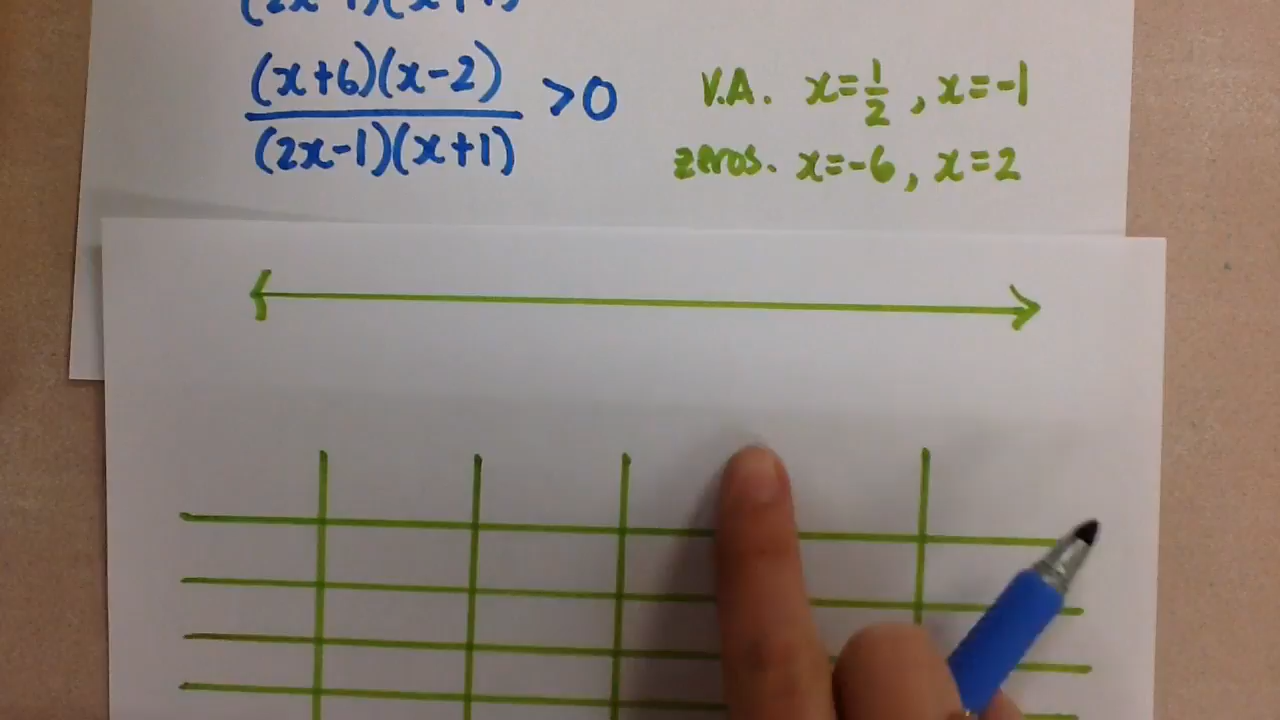 (x+6)(x-2)
/ (2x-1)(x+1) >0
V.A. x=1/2, x=-1
zeros. x=-6, x=2